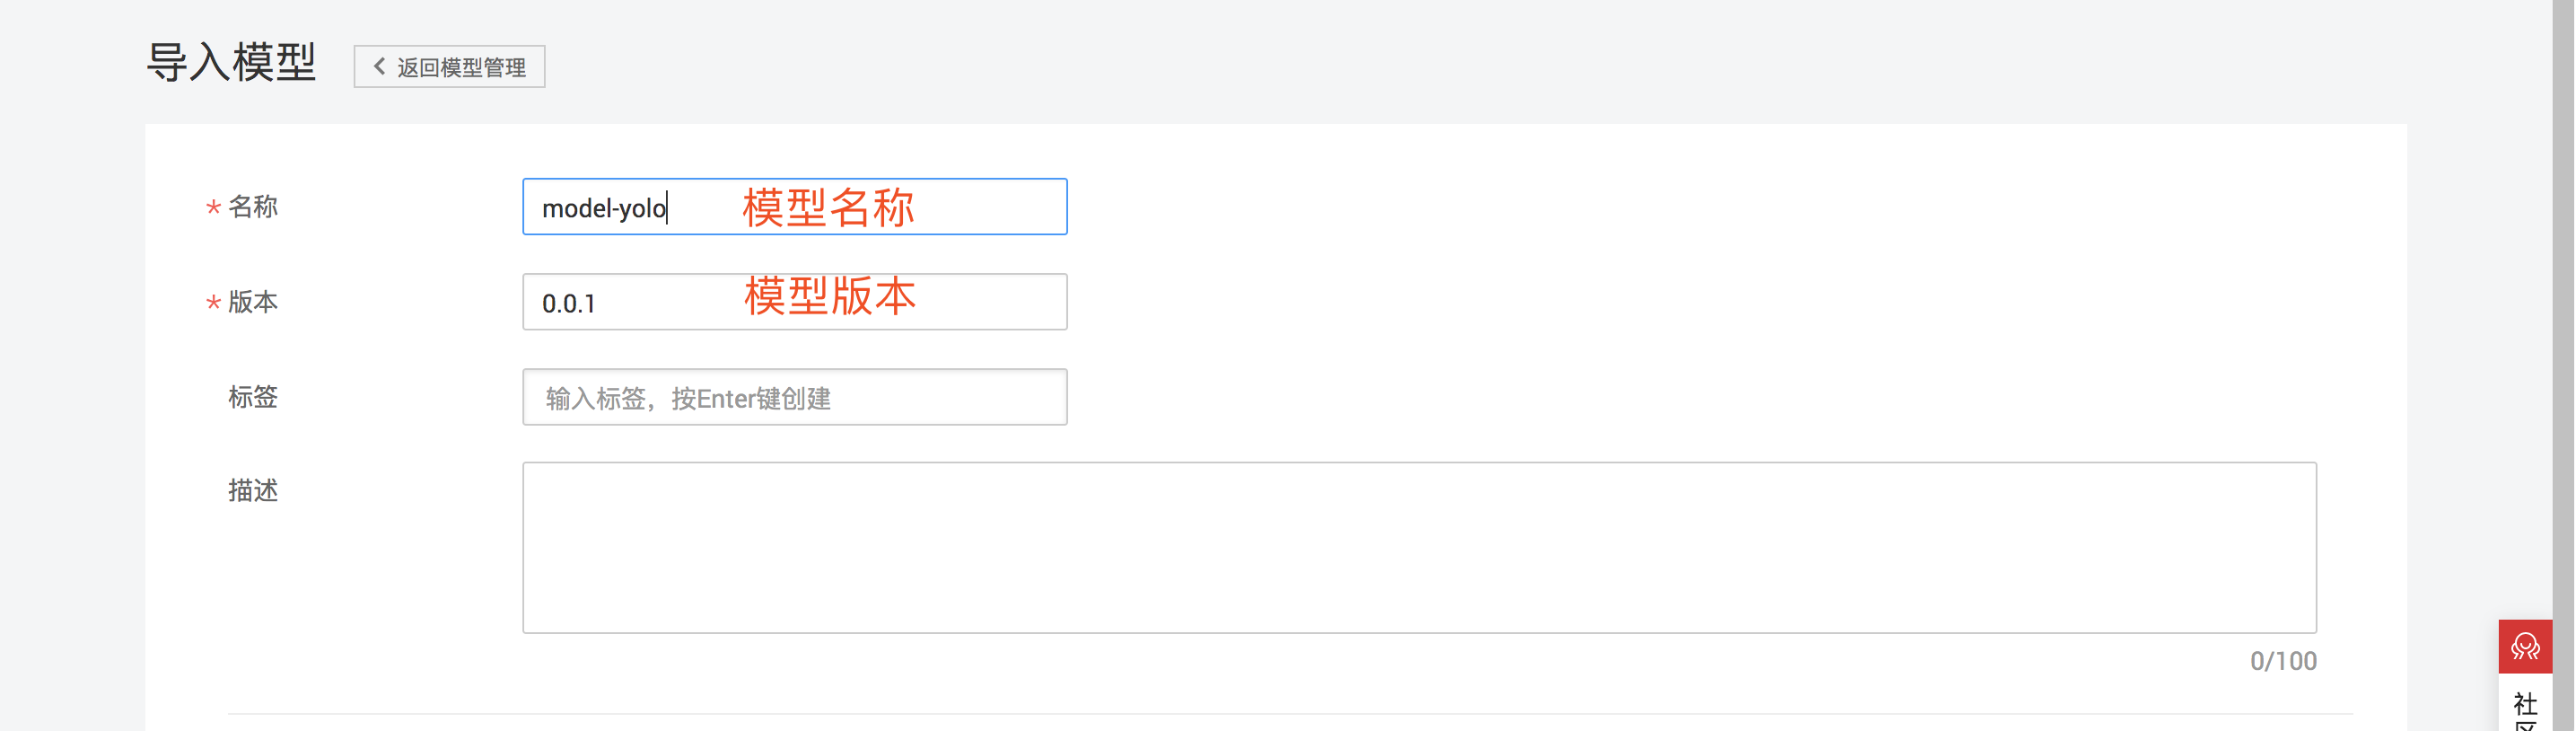 导入模型
返回模型管理
* 名称
model-yolo
模型名称
* 版本
0.0.1
模型版本
标签
输入标签，按Enter键创建
描述
0/100
社